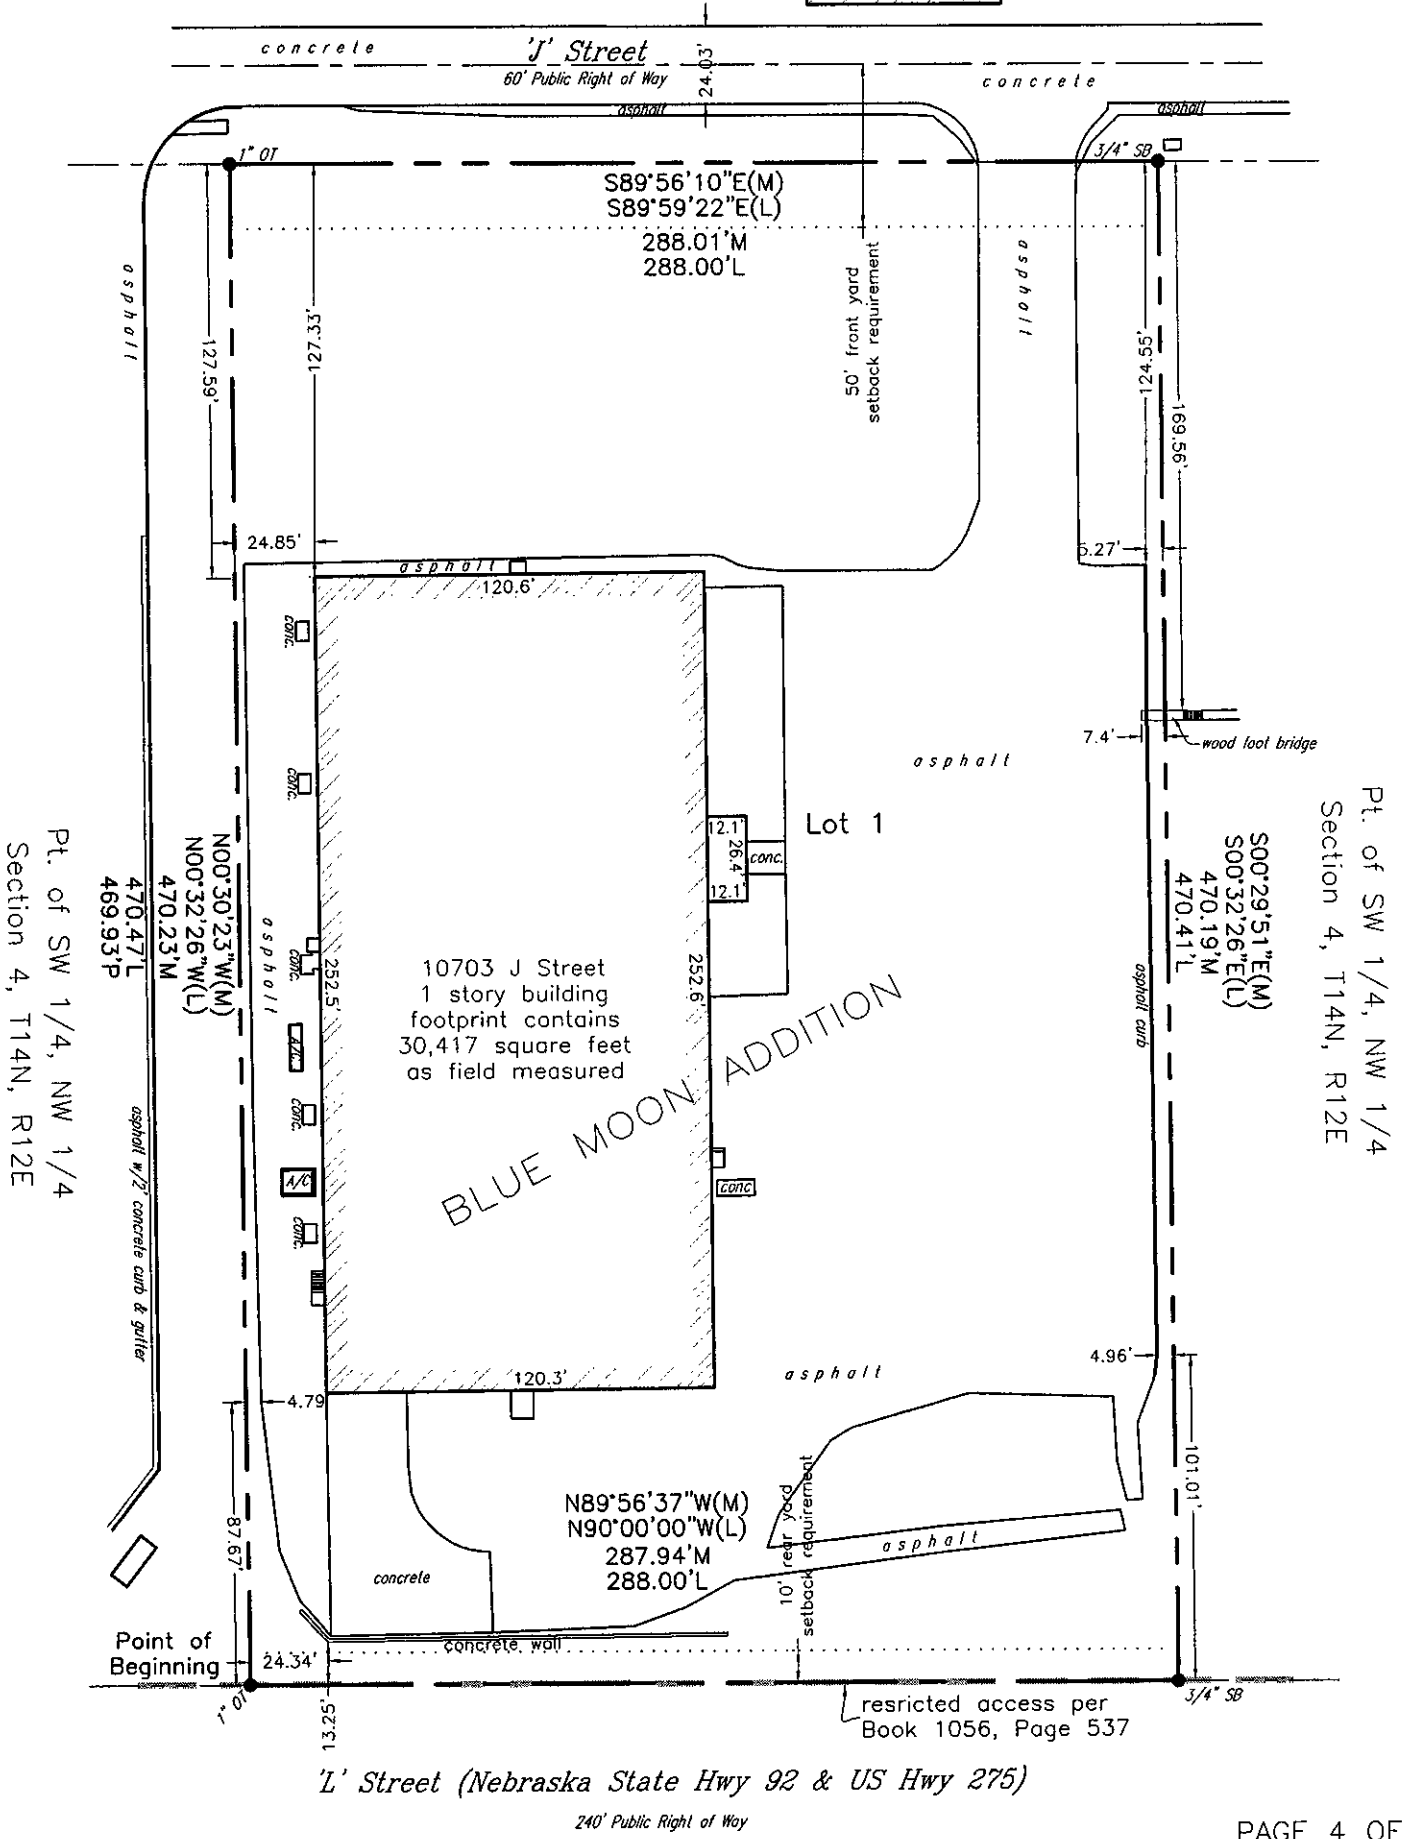 concrete
'J' Street
60' Public Right of Way
24.03'
concrete
asphalt
asphalt
1" OT
3/4" SB
S89°56'10"E(M)
S89°59'22"E(L)
288.01'M
288.00'L
asphalt
127.59'
127.33'
50' front yard
setback requirement
asphalt
124.55'
169.56'
24.85'
6.27'
asphalt
120.6'
conc.
7.4'
wood foot bridge
asphalt
conc.
Lot 1
12.1'
26.4'
conc.
12.1'
Pt. of SW 1/4, NW 1/4
Section 4, T14N, R12E
N00°30'23"W(M)
N00°32'26"W(L)
470.23'M
470.47'L
469.93'P
asphalt
conc.
252.5'
10703 J Street
1 story building
footprint contains
30,417 square feet
as field measured
252.6'
asphalt curb
S00°29'51"E(M)
S00°32'26"E(L)
470.19'M
470.41'L
Pt. of SW 1/4, NW 1/4
Section 4, T14N, R12E
BLUE MOON ADDITION
A/C
conc.
A/C
conc
conc.
asphalt w/2' concrete curb & gutter
4.96'
asphalt
120.3'
4.79
101.01'
N89°56'37"W(M)
N90°00'00"W(L)
287.94'M
288.00'L
10' rear yard
setback requirement
asphalt
87.67'
concrete
Point of
Beginning
24.34'
concrete wall
1" OT
13.25'
3/4" SB
resricted access per
Book 1056, Page 537
'L' Street (Nebraska State Hwy 92 & US Hwy 275)
240' Public Right of Way
PAGE 4 OF